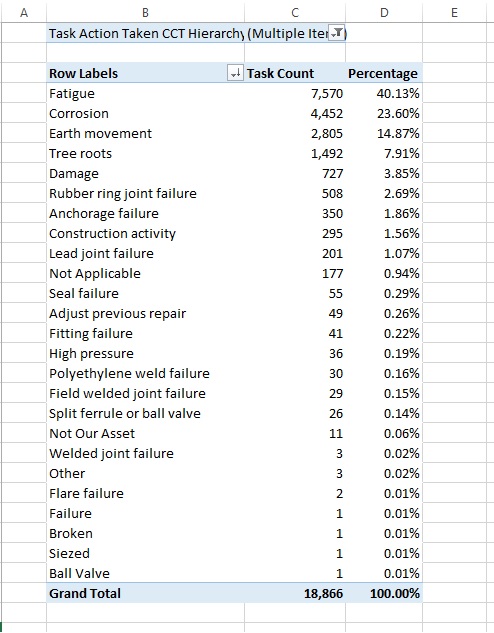 A B C D E
Task Action Taken CCT Hierarchy (Multiple Iter
Row Labels Task Count Percentage
Fatigue 7,570 40.13%
Corrosion 4,452 23.60%
Earth movement 2,805 14.87%
Tree roots 1,492 7.91%
Damage 727 3.85%
Rubber ring joint failure 508 2.69%
Anchorage failure 350 1.86%
Construction activity 295 1.56%
Lead joint failure 201 1.07%
Not Applicable 177 0.94%
Seal failure 55 0.29%
Adjust previous repair 49 0.26%
Fitting failure 41 0.22%
High pressure 36 0.19%
Polyethylene weld failure 30 0.16%
Field welded joint failure 29 0.15%
Split ferrule or ball valve 26 0.14%
Not Our Asset 11 0.06%
Welded joint failure 3 0.02%
Other 3 0.02%
Flare failure 2 0.01%
Failure 1 0.01%
Broken 1 0.01%
Siezed 1 0.01%
Ball Valve 1 0.01%
Grand Total 18,866 100.00%